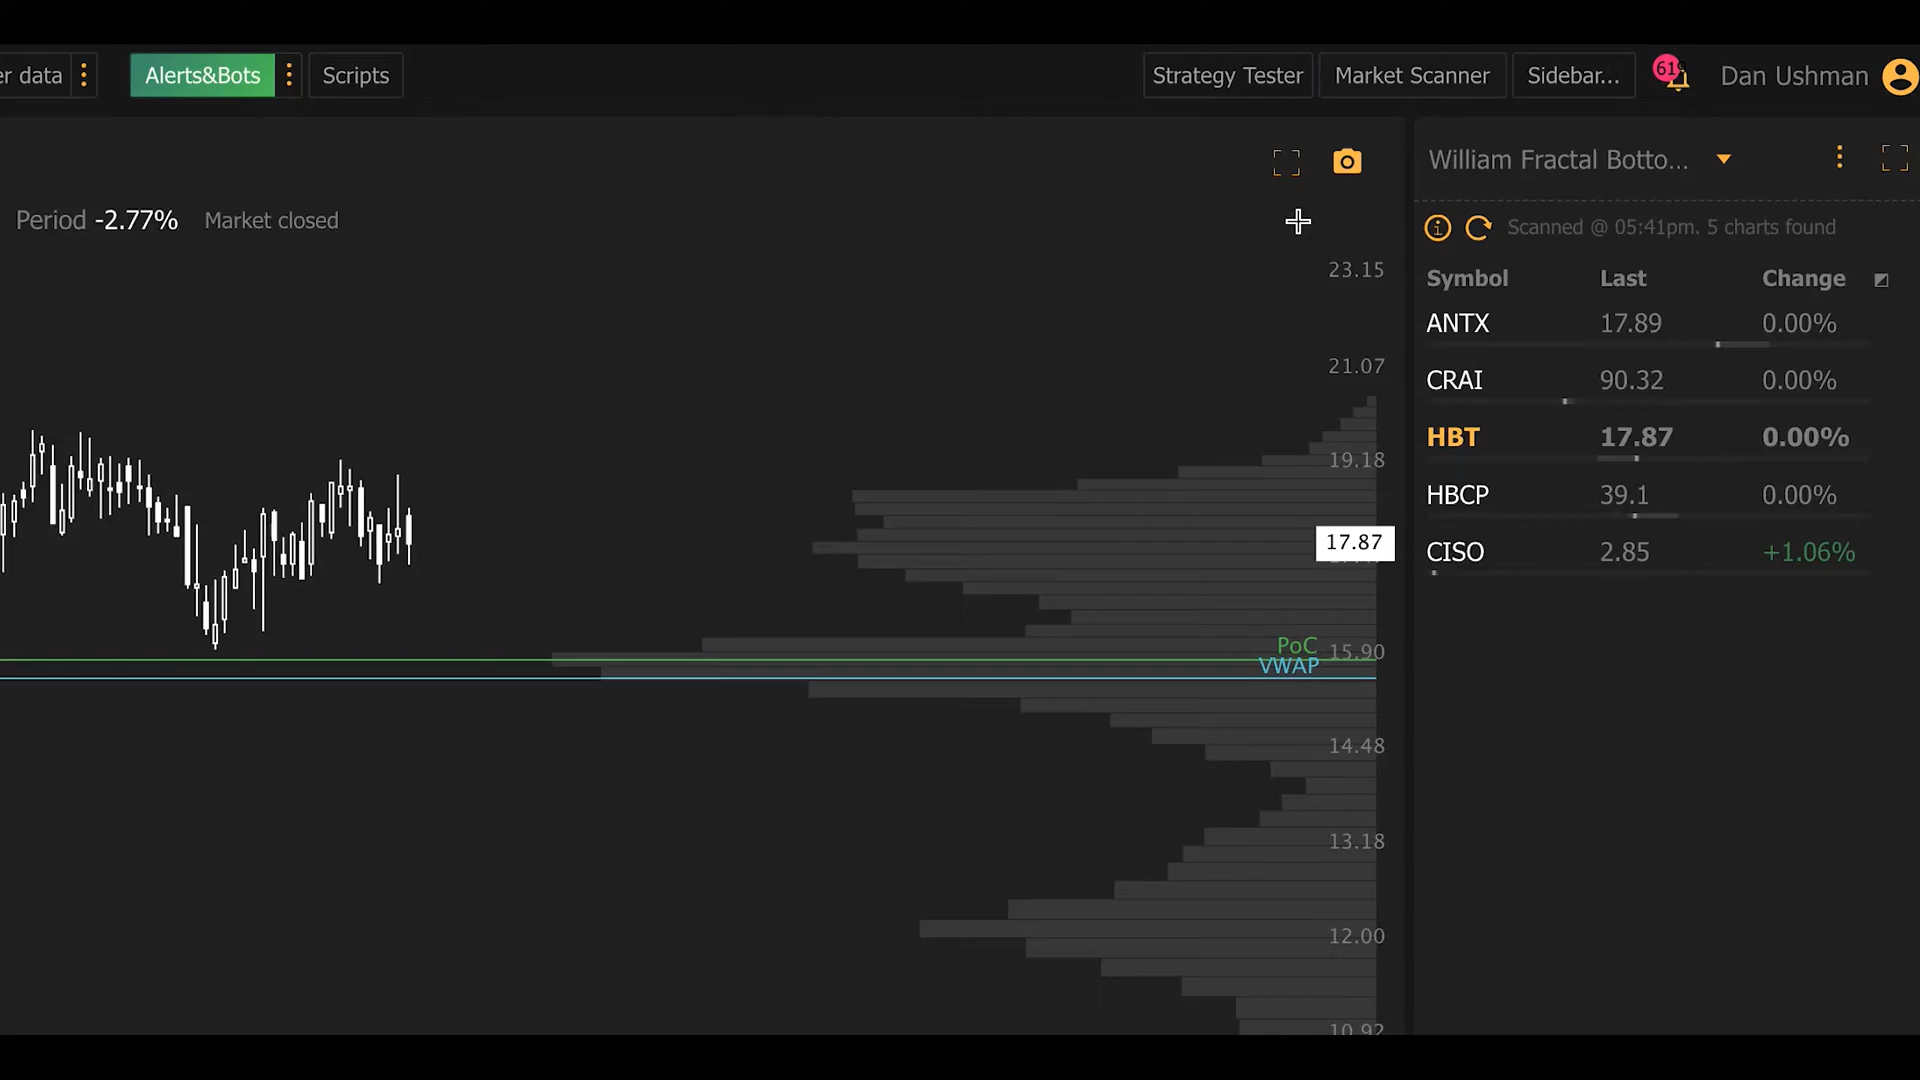 er data
Alerts&Bots
Scripts
Strategy Tester
Market Scanner
Sidebar...
Dan Ushman
William Fractal Botto...
Period -2.77% Market closed
Scanned @ 05:41pm. 5 charts found
Symbol Last Change
ANTX 17.89 0.00%
CRAI 90.32 0.00%
HBT 17.87 0.00%
HBCP 39.1 0.00%
CISO 2.85 +1.06%
23.15
21.07
19.18
17.87
PoC
15.90
VWAP
14.48
13.18
12.00
10.92